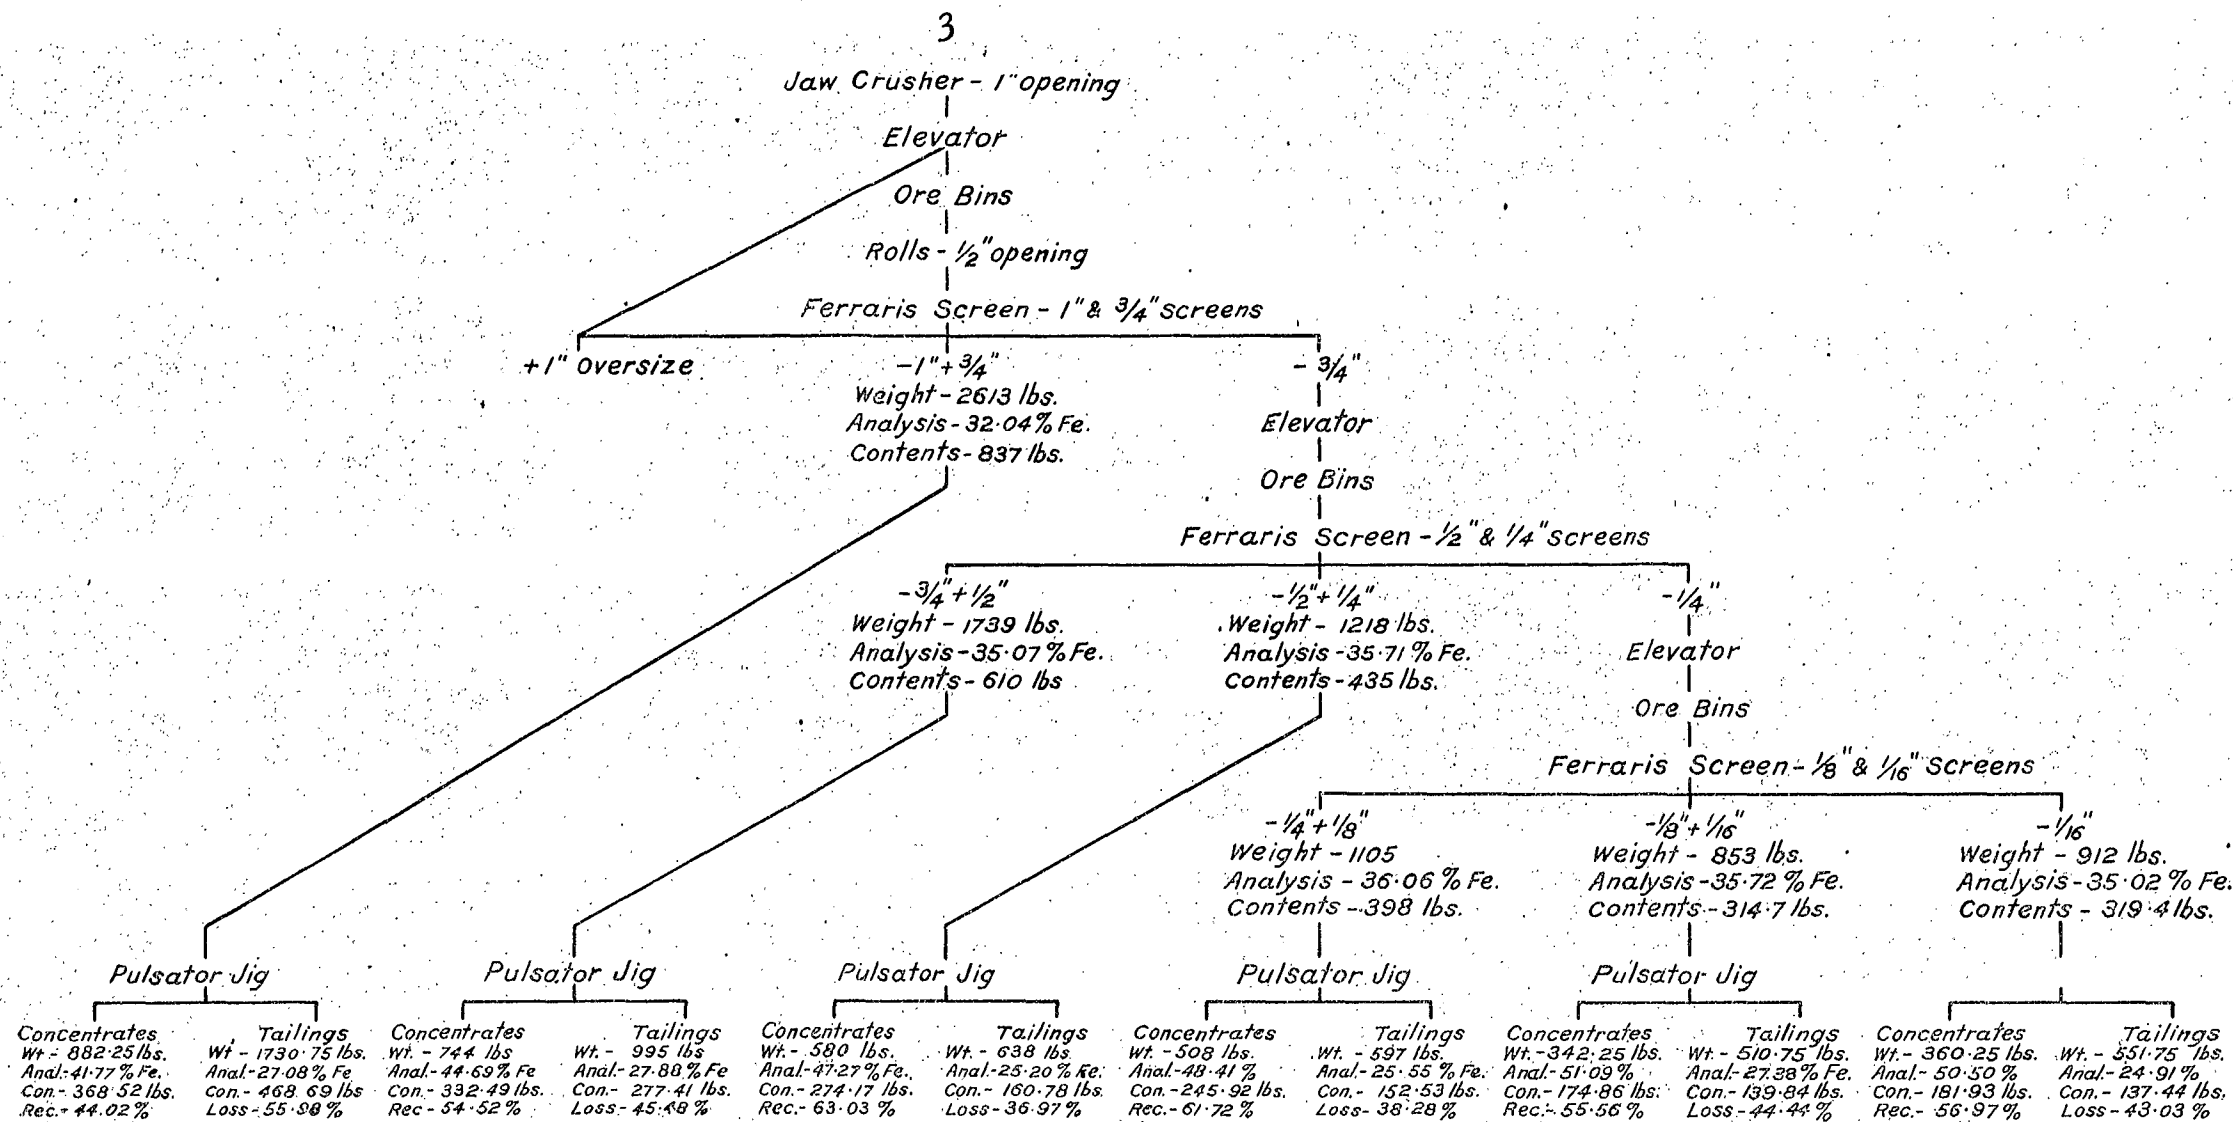 3
Jaw Crusher - 1" opening
Elevator
Ore Bins
Rolls - 1/2" opening
Ferraris Screen - 1" & 3/4" screens
+1" Oversize
-1" + 3/4"
Weight - 2613 lbs.
Analysis - 32·04 % Fe.
Contents - 837 lbs.
- 3/4"
Elevator
Ore Bins
Ferraris Screen - 1/2" & 1/4" screens
-3/4" + 1/2"
Weight - 1739 lbs.
Analysis - 35·07 % Fe.
Contents - 610 lbs
-1/2" + 1/4"
Weight - 1218 lbs.
Analysis - 35·71 % Fe.
Contents - 435 lbs.
-1/4"
Elevator
Ore Bins
Ferraris Screen - 1/8" & 1/16" Screens
-1/4" + 1/8"
Weight - 1105
Analysis - 36·06 % Fe.
Contents - 398 lbs.
-1/8" + 1/16"
Weight - 853 lbs.
Analysis - 35·72 % Fe.
Contents - 314·7 lbs.
-1/16"
Weight - 912 lbs.
Analysis - 35·02 % Fe.
Contents - 319·4 lbs.
Pulsator Jig
Pulsator Jig
Pulsator Jig
Pulsator Jig
Pulsator Jig
Concentrates
Wt - 882·25 lbs.
Anal. - 41·77 % Fe.
Con. - 368·52 lbs.
Rec. - 44·02 %
Tailings
Wt - 1730·75 lbs.
Anal. - 27·08 % Fe
Con. - 468·69 lbs
Loss - 55·98 %
Concentrates
Wt. - 744 lbs
Anal. - 44·69 % Fe
Con. - 332·49 lbs.
Rec - 54·52 %
Tailings
Wt. - 995 lbs
Anal. - 27·88 % Fe
Con. - 277·41 lbs.
Loss - 45·48 %
Concentrates
Wt. - 580 lbs.
Anal. - 47·27 % Fe.
Con. - 274·17 lbs.
Rec. - 63·03 %
Tailings
Wt. - 638 lbs
Anal. - 25·20 % Fe.
Con. - 160·78 lbs.
Loss - 36·97 %
Concentrates
Wt. - 508 lbs.
Anal. - 48·41 %
Con. - 245·92 lbs.
Rec. - 61·72 %
Tailings
Wt. - 597 lbs.
Anal. - 25·55 % Fe.
Con. - 152·53 lbs.
Loss - 38·28 %
Concentrates
Wt. - 342·25 lbs.
Anal. - 51·09 %
Con. - 174·86 lbs.
Rec. - 55·56 %
Tailings
Wt. - 510·75 lbs.
Anal. - 27·38 % Fe.
Con. - 139·84 lbs.
Loss - 44·44 %
Concentrates
Wt. - 360·25 lbs.
Anal. - 50·50 %
Con. - 181·93 lbs.
Rec. - 56·97 %
Tailings
Wt. - 551·75 lbs.
Anal. - 24·91 %
Con. - 137·44 lbs.
Loss - 43·03 %